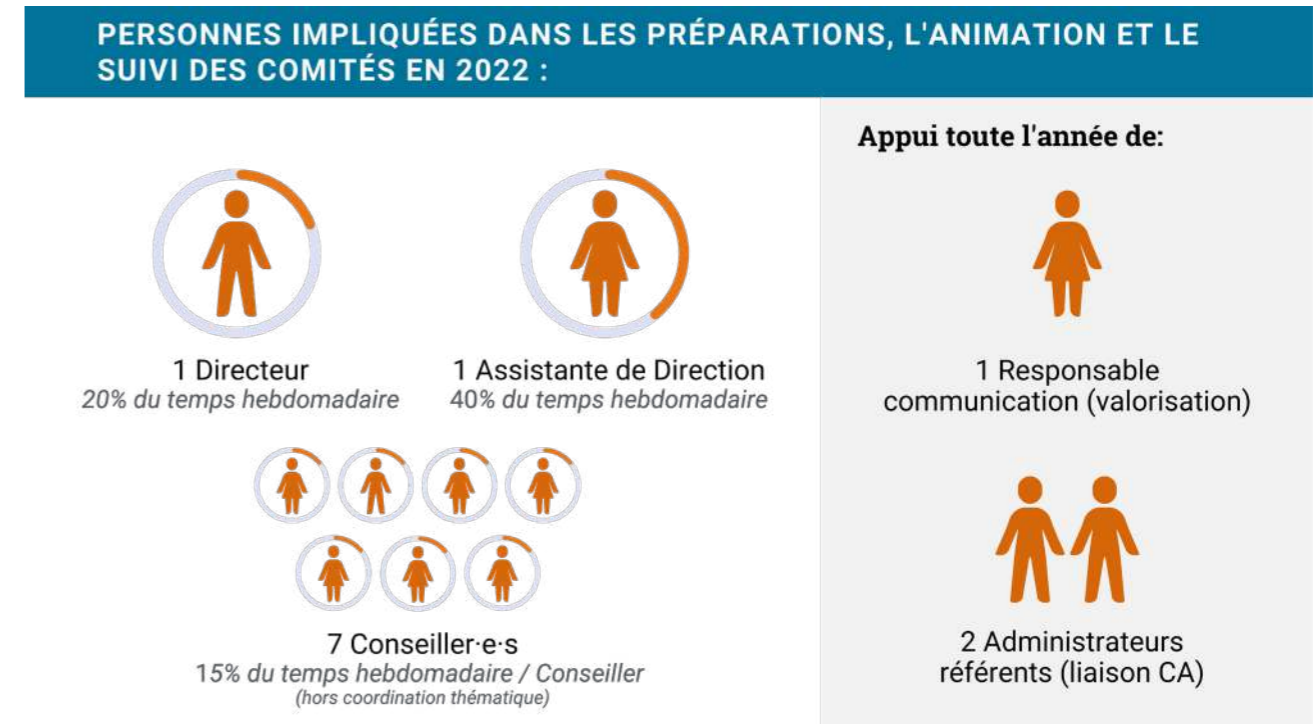 PERSONNES IMPLIQUÉES DANS LES PRÉPARATIONS, L'ANIMATION ET LE
SUIVI DES COMITÉS EN 2022 :
1 Directeur
20% du temps hebdomadaire
1 Assistante de Direction
40% du temps hebdomadaire
7 Conseiller·e·s
15% du temps hebdomadaire / Conseiller
(hors coordination thématique)
Appui toute l'année de:
1 Responsable
communication (valorisation)
2 Administrateurs
référents (liaison CA)